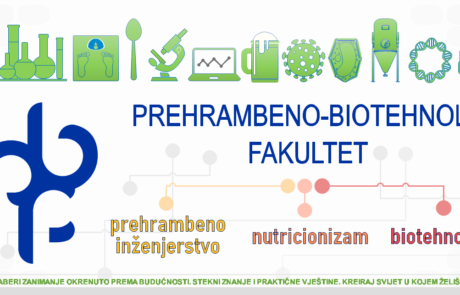 PREHRAMBENO-BIOTEHNOL
FAKULTET
prehrambeno
inženjerstvo
nutricionizam
biotehno
ABERI ZANIMANJE OKRENUTO PREMA BUDUĆNOSTI. STEKNI ZNANJE I PRAKTIČNE VJEŠTINE. KREIRAJ SVIJET U KOJEM ŽELIŠ